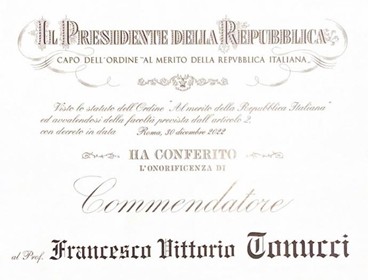 IL PRESIDENTE DELLA REPUBBLICA
CAPO DELL'ORDINE "AL MERITO DELLA REPVBBLICA ITALIANA"
Visto lo statuto dell'Ordine "Al merito della Repubblica Italiana"
ed avvalendosi della facoltà prevista dall'articolo 2,
con decreto in data Roma, 30 dicembre 2022
HA CONFERITO
L'ONORIFICENZA DI
Commendatore
al Prof. Francesco Vittorio Tonucci